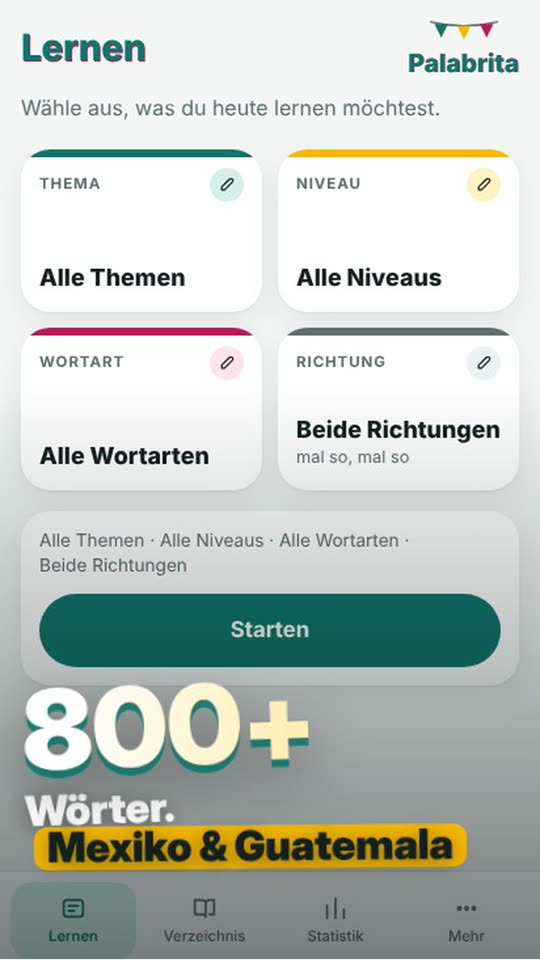 Lernen
Palabrita
Wähle aus, was du heute lernen möchtest.
THEMA
Alle Themen
NIVEAU
Alle Niveaus
WORTART
Alle Wortarten
RICHTUNG
Beide Richtungen
mal so, mal so
Alle Themen · Alle Niveaus · Alle Wortarten ·
Beide Richtungen
Starten
800+
Wörter.
Mexiko & Guatemala
Lernen
Verzeichnis
Statistik
Mehr